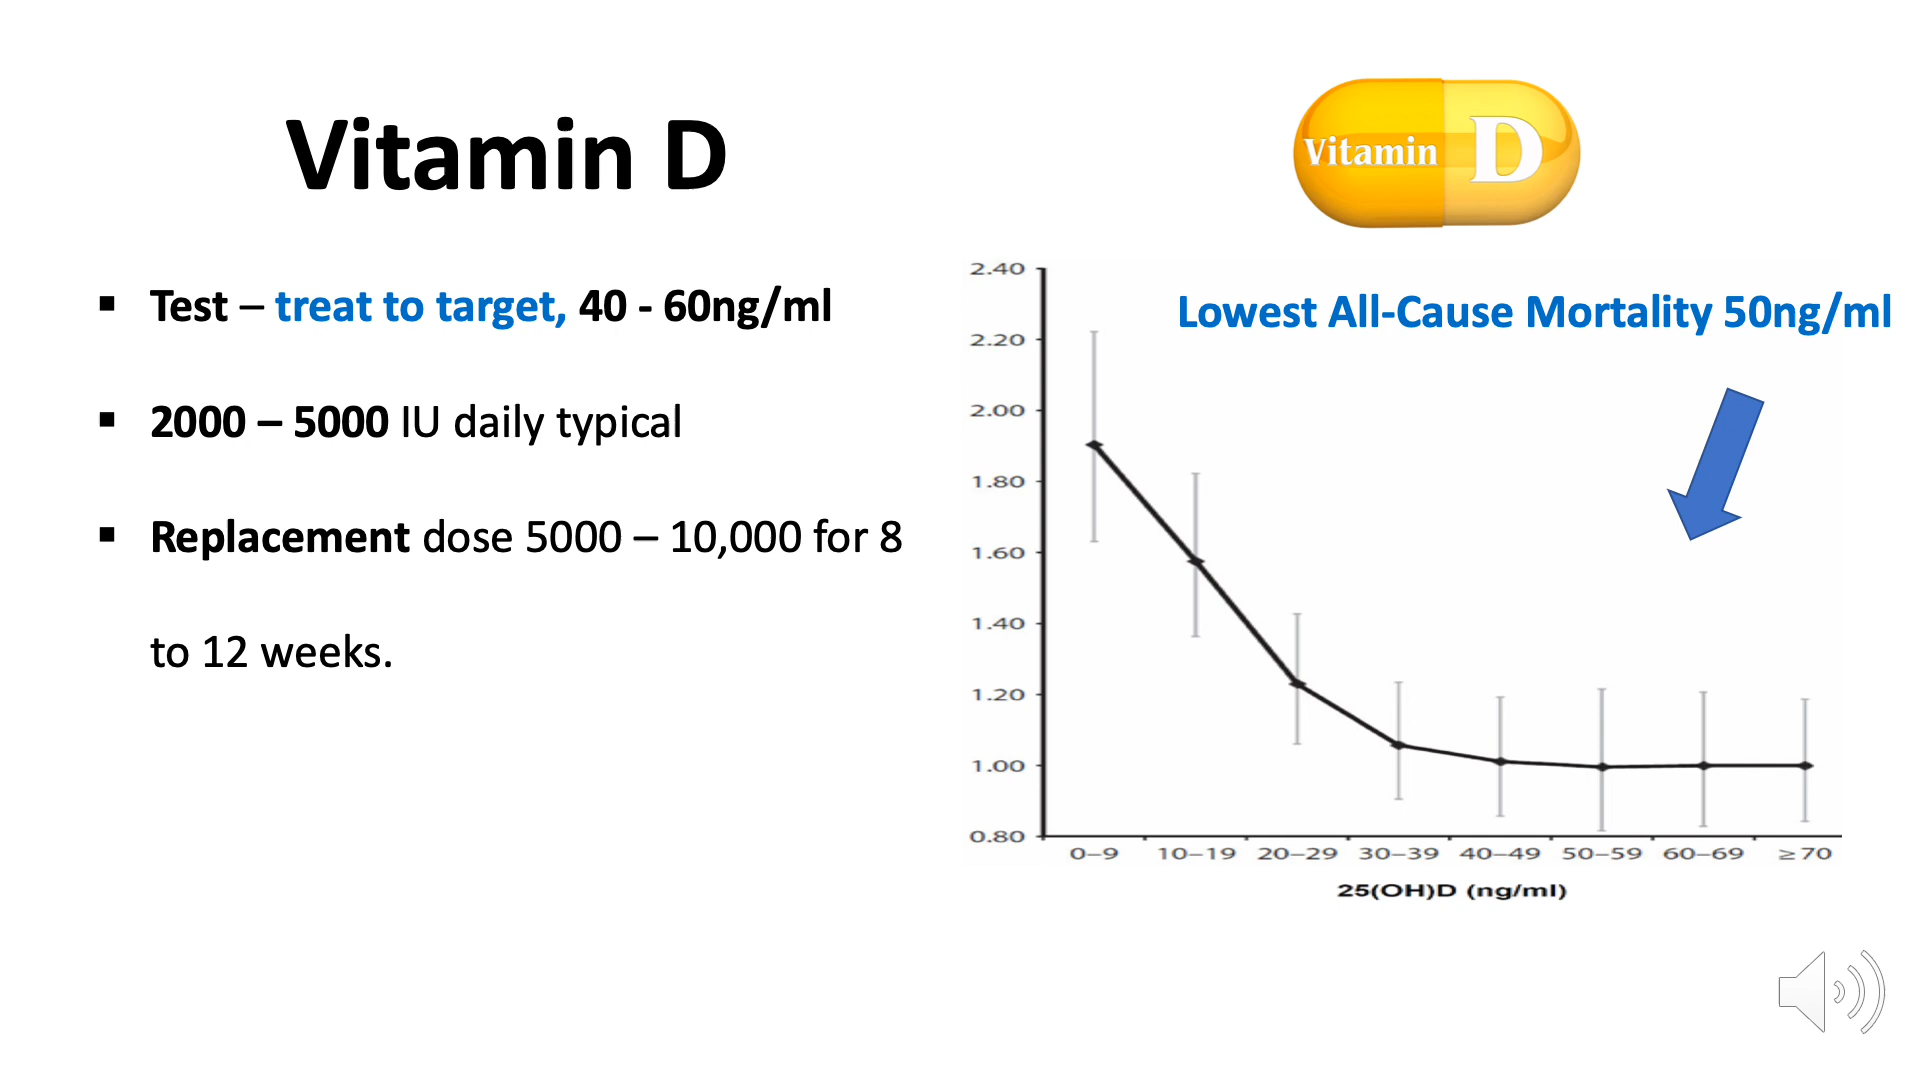 Vitamin D
Vitamin D
▪ Test – treat to target, 40 - 60ng/ml
▪ 2000 – 5000 IU daily typical
▪ Replacement dose 5000 – 10,000 for 8
to 12 weeks.
Lowest All-Cause Mortality 50ng/ml
2.40
2.20
2.00
1.80
1.60
1.40
1.20
1.00
0.80
0–9 10–19 20–29 30–39 40–49 50–59 60–69 ≥70
25(OH)D (ng/ml)